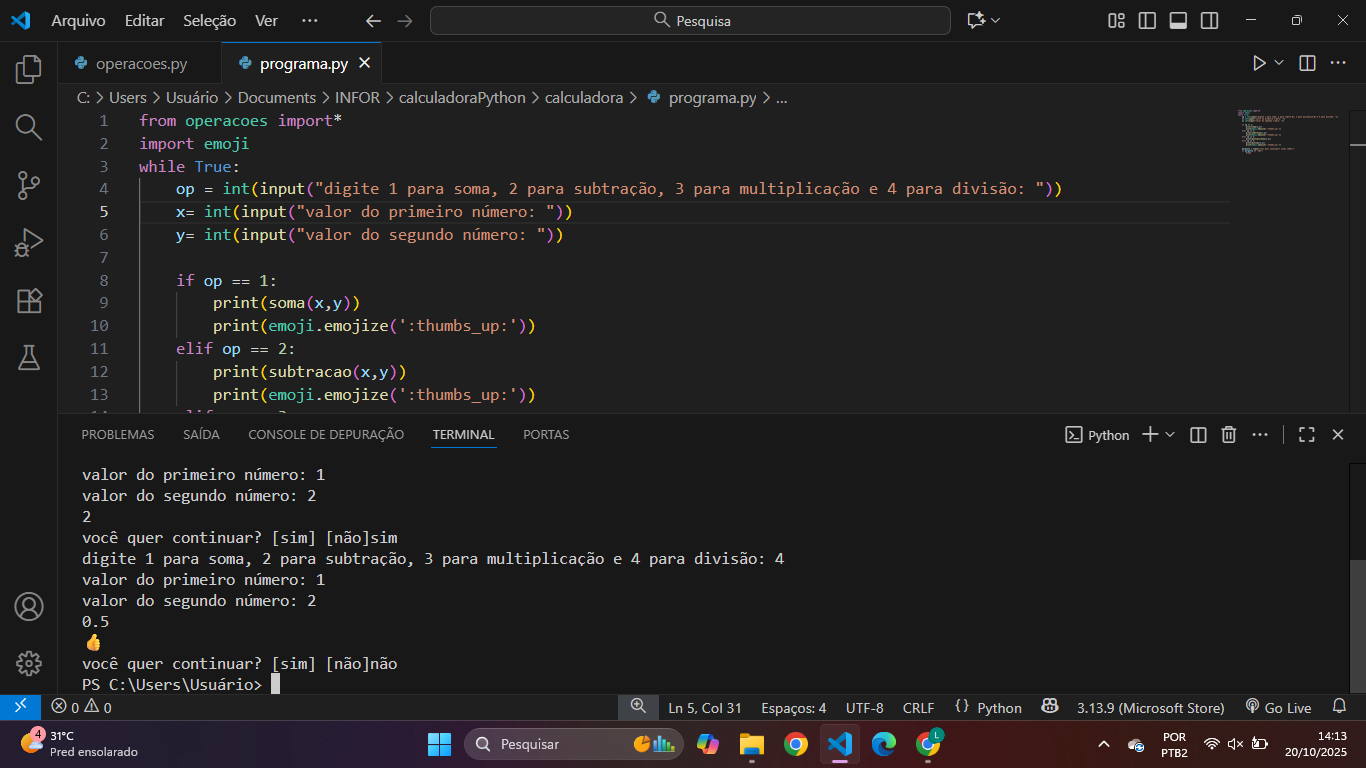 Arquivo Editar Seleção Ver ··· Pesquisa
operacoes.py programa.py
C: > Users > Usuário > Documents > INFOR > calculadoraPython > calculadora > programa.py > ...
1 from operacoes import*
2 import emoji
3 while True:
4 op = int(input("digite 1 para soma, 2 para subtração, 3 para multiplicação e 4 para divisão: "))
5 x= int(input("valor do primeiro número: "))
6 y= int(input("valor do segundo número: "))
7
8 if op == 1:
9 print(soma(x,y))
10 print(emoji.emojize(':thumbs_up:'))
11 elif op == 2:
12 print(subtracao(x,y))
13 print(emoji.emojize(':thumbs_up:'))
PROBLEMAS SAÍDA CONSOLE DE DEPURAÇÃO TERMINAL PORTAS Python
valor do primeiro número: 1
valor do segundo número: 2
2
você quer continuar? [sim] [não]sim
digite 1 para soma, 2 para subtração, 3 para multiplicação e 4 para divisão: 4
valor do primeiro número: 1
valor do segundo número: 2
0.5
👍
você quer continuar? [sim] [não]não
PS C:\Users\Usuário>
0 0 Ln 5, Col 31 Espaços: 4 UTF-8 CRLF {} Python 3.13.9 (Microsoft Store) Go Live
4 31°C
Pred ensolarado
Pesquisar
L
POR
PTB2
14:13
20/10/2025